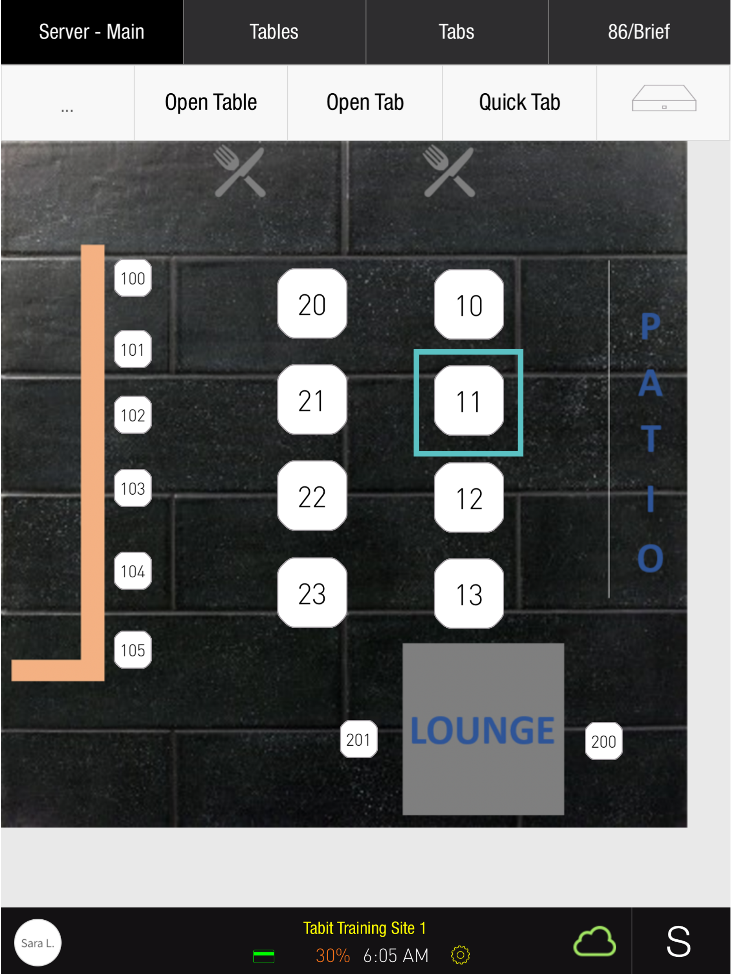 Server - Main
Tables
Tabs
86/Brief
...
Open Table
Open Tab
Quick Tab
100
20
10
101
21
11
102
22
12
103
104
23
13
105
P
A
T
I
O
LOUNGE
201
200
Sara L.
Tabit Training Site 1
30% 6:05 AM
S